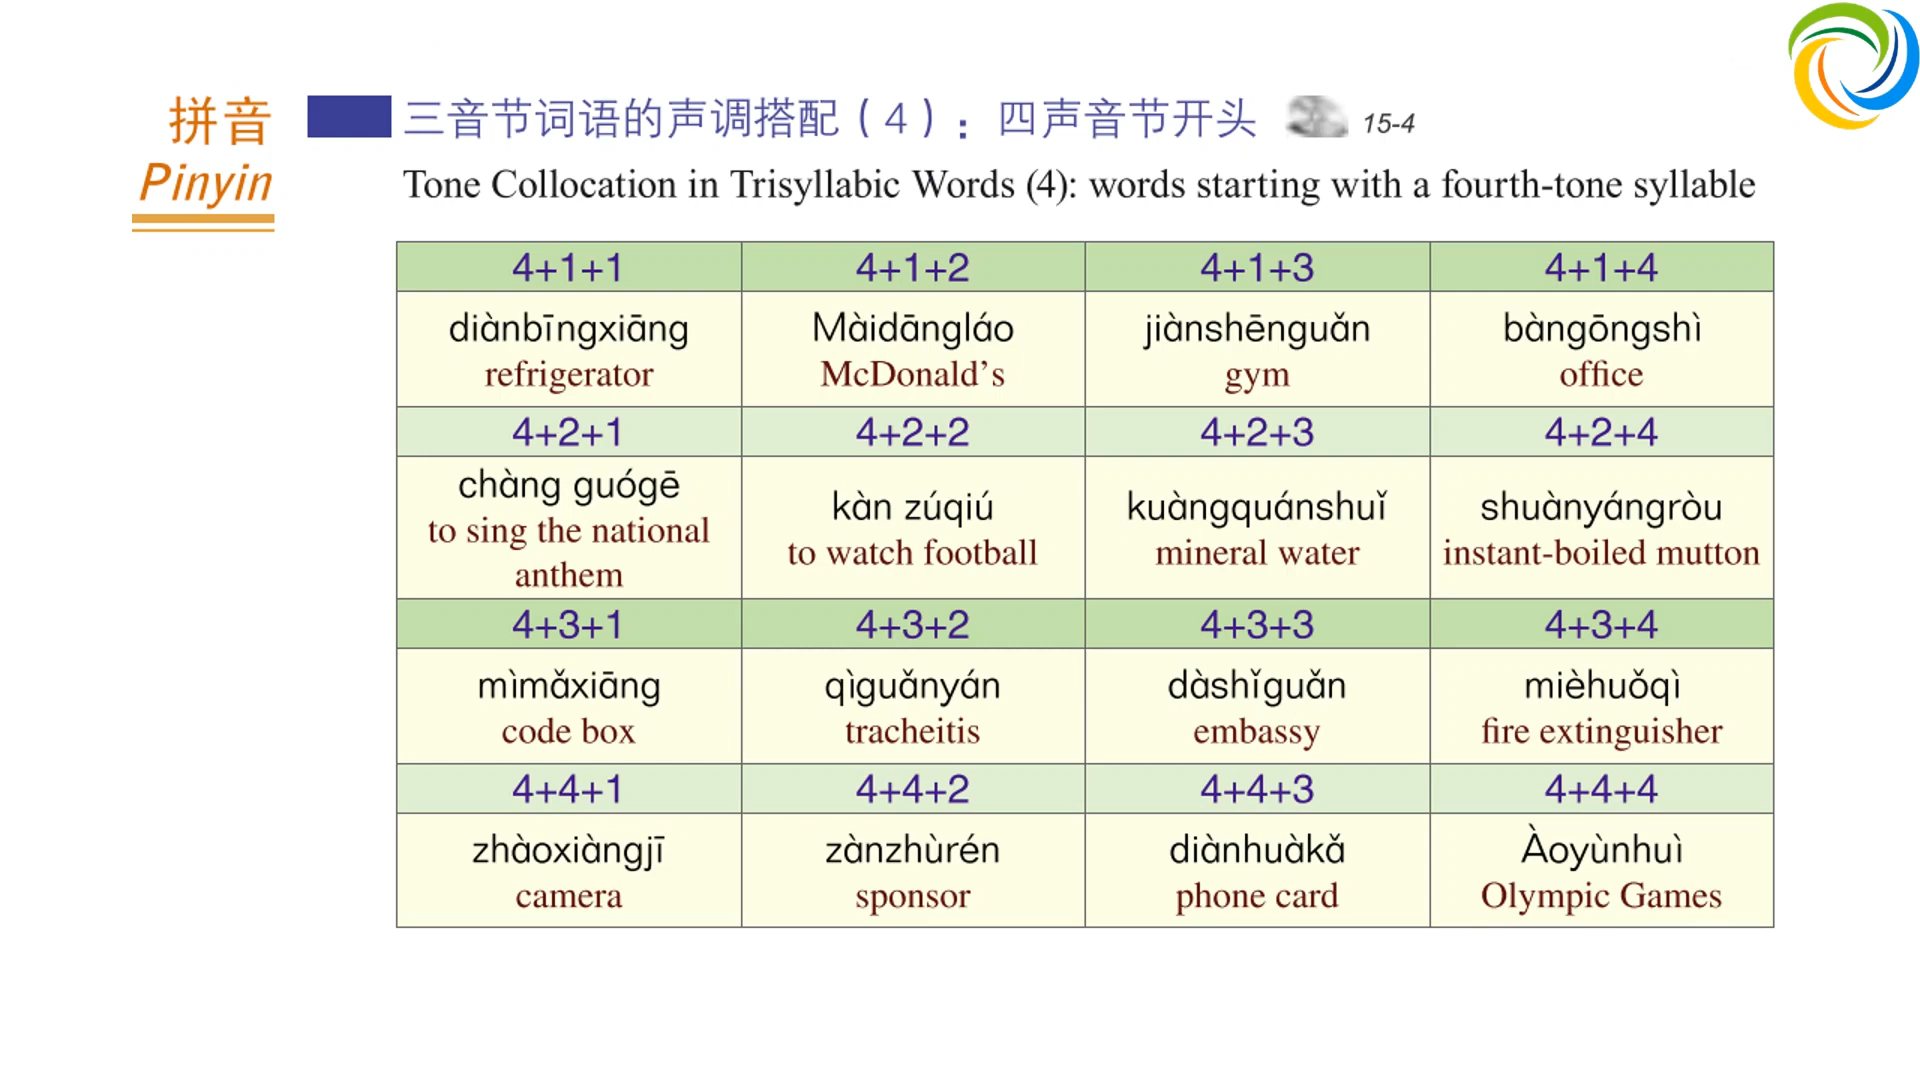 拼音
Pinyin
三音节词语的声调搭配（4）：四声音节开头 15-4
Tone Collocation in Trisyllabic Words (4): words starting with a fourth-tone syllable
4+1+1 4+1+2 4+1+3 4+1+4
diànbīngxiāng Màidāngláo jiànshēnguǎn bàngōngshì
refrigerator McDonald’s gym office
4+2+1 4+2+2 4+2+3 4+2+4
chàng guógē kàn zúqiú kuàngquánshuǐ shuànyángròu
to sing the national to watch football mineral water instant-boiled mutton
anthem
4+3+1 4+3+2 4+3+3 4+3+4
mìmǎxiāng qìguǎnyán dàshǐguǎn mièhuǒqì
code box tracheitis embassy fire extinguisher
4+4+1 4+4+2 4+4+3 4+4+4
zhàoxiàngjī zànzhùrén diànhuàkǎ Àoyùnhuì
camera sponsor phone card Olympic Games